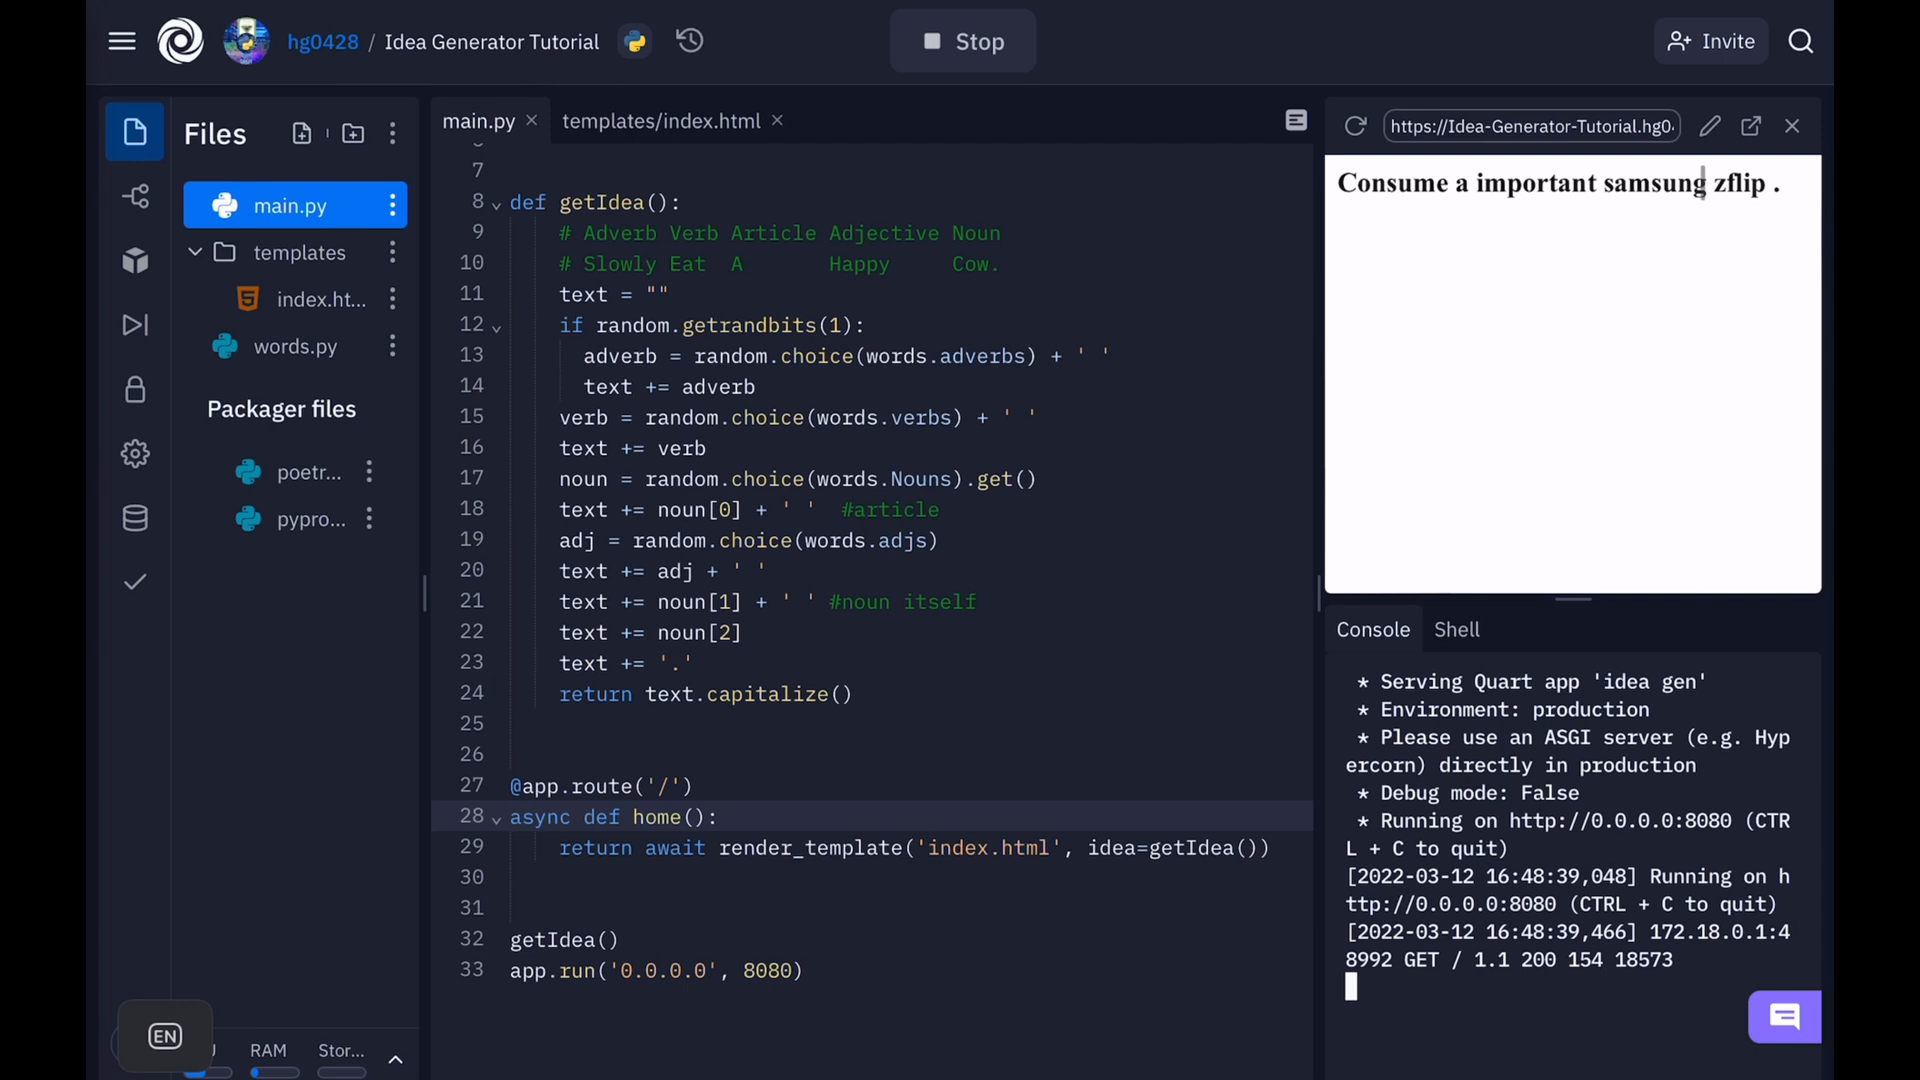 hg0428 / Idea Generator Tutorial
Stop
Invite
Files
main.py
templates
index.ht...
words.py
Packager files
poetr...
pypro...
EN
RAM
Stor...
main.py
templates/index.html
7
8 def getIdea():
9 # Adverb Verb Article Adjective Noun
10 # Slowly Eat A Happy Cow.
11 text = ""
12 if random.getrandbits(1):
13 adverb = random.choice(words.adverbs) + ' '
14 text += adverb
15 verb = random.choice(words.verbs) + ' '
16 text += verb
17 noun = random.choice(words.Nouns).get()
18 text += noun[0] + ' ' #article
19 adj = random.choice(words.adjs)
20 text += adj + ' '
21 text += noun[1] + ' ' #noun itself
22 text += noun[2]
23 text += '.'
24 return text.capitalize()
25
26
27 @app.route('/')
28 async def home():
29 return await render_template('index.html', idea=getIdea())
30
31
32 getIdea()
33 app.run('0.0.0.0', 8080)
https://Idea-Generator-Tutorial.hg0
Consume a important samsung zflip .
Console
Shell
* Serving Quart app 'idea gen'
* Environment: production
* Please use an ASGI server (e.g. Hyp
ercorn) directly in production
* Debug mode: False
* Running on http://0.0.0.0:8080 (CTR
L + C to quit)
[2022-03-12 16:48:39,048] Running on h
ttp://0.0.0.0:8080 (CTRL + C to quit)
[2022-03-12 16:48:39,466] 172.18.0.1:4
8992 GET / 1.1 200 154 18573